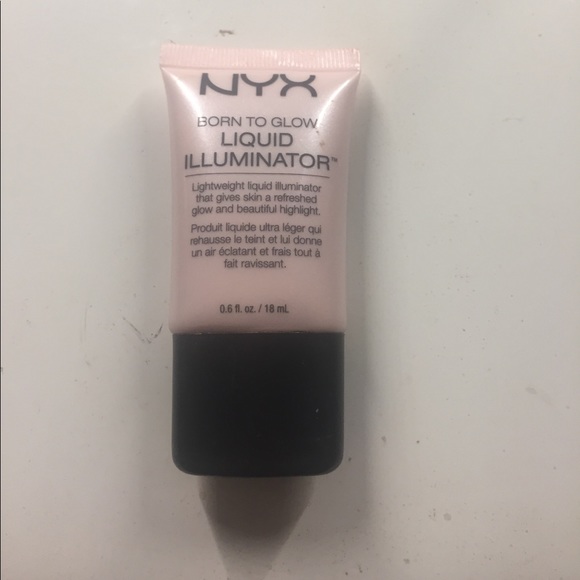 NYX
BORN TO GLOW
LIQUID
ILLUMINATOR™
Lightweight liquid illuminator
that gives skin a refreshed
glow and beautiful highlight.
Produit liquide ultra léger qui
rehausse le teint et lui donne
un air éclatant et frais tout à
fait ravissant.
0.6 fl. oz. / 18 mL